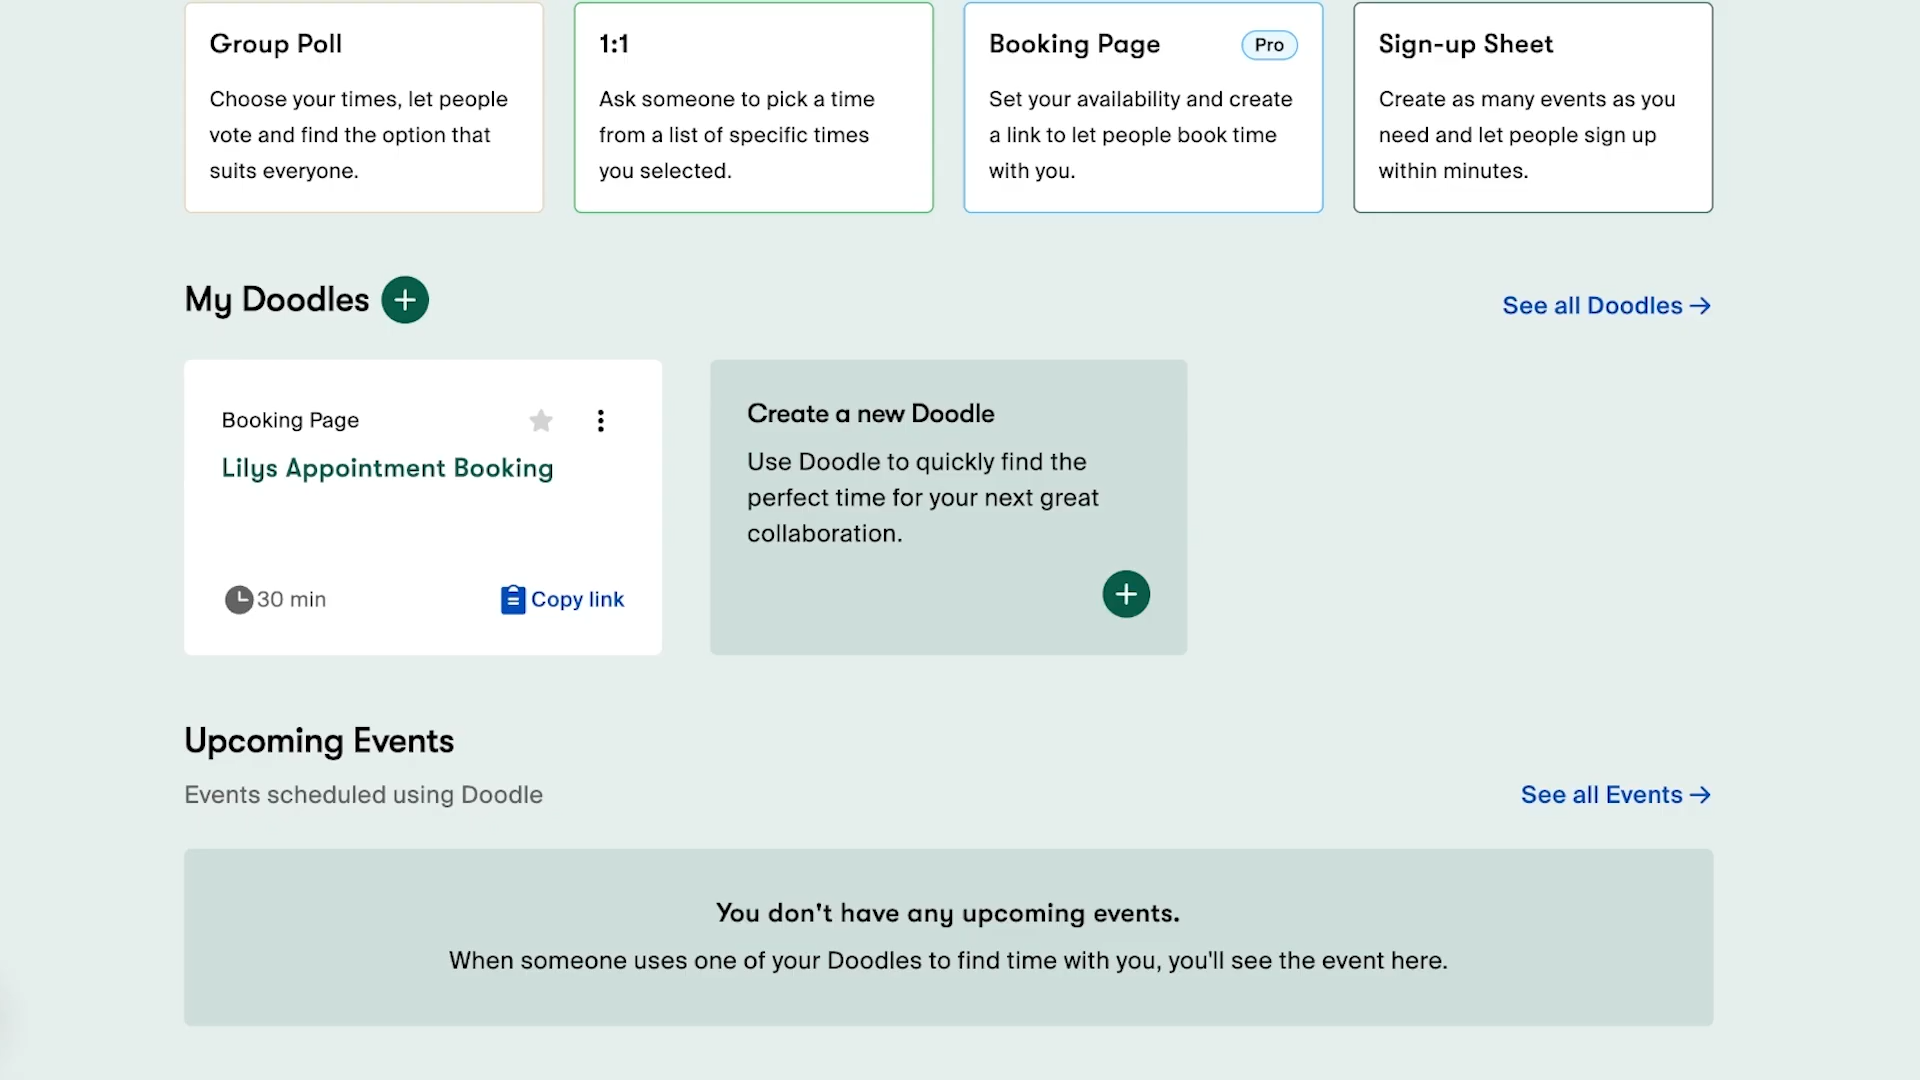 Group Poll
Choose your times, let people
vote and find the option that
suits everyone.
1:1
Ask someone to pick a time
from a list of specific times
you selected.
Booking Page
Pro
Set your availability and create
a link to let people book time
with you.
Sign-up Sheet
Create as many events as you
need and let people sign up
within minutes.
My Doodles
See all Doodles
Booking Page
Lilys Appointment Booking
30 min
Copy link
Create a new Doodle
Use Doodle to quickly find the
perfect time for your next great
collaboration.
Upcoming Events
Events scheduled using Doodle
See all Events
You don't have any upcoming events.
When someone uses one of your Doodles to find time with you, you'll see the event here.